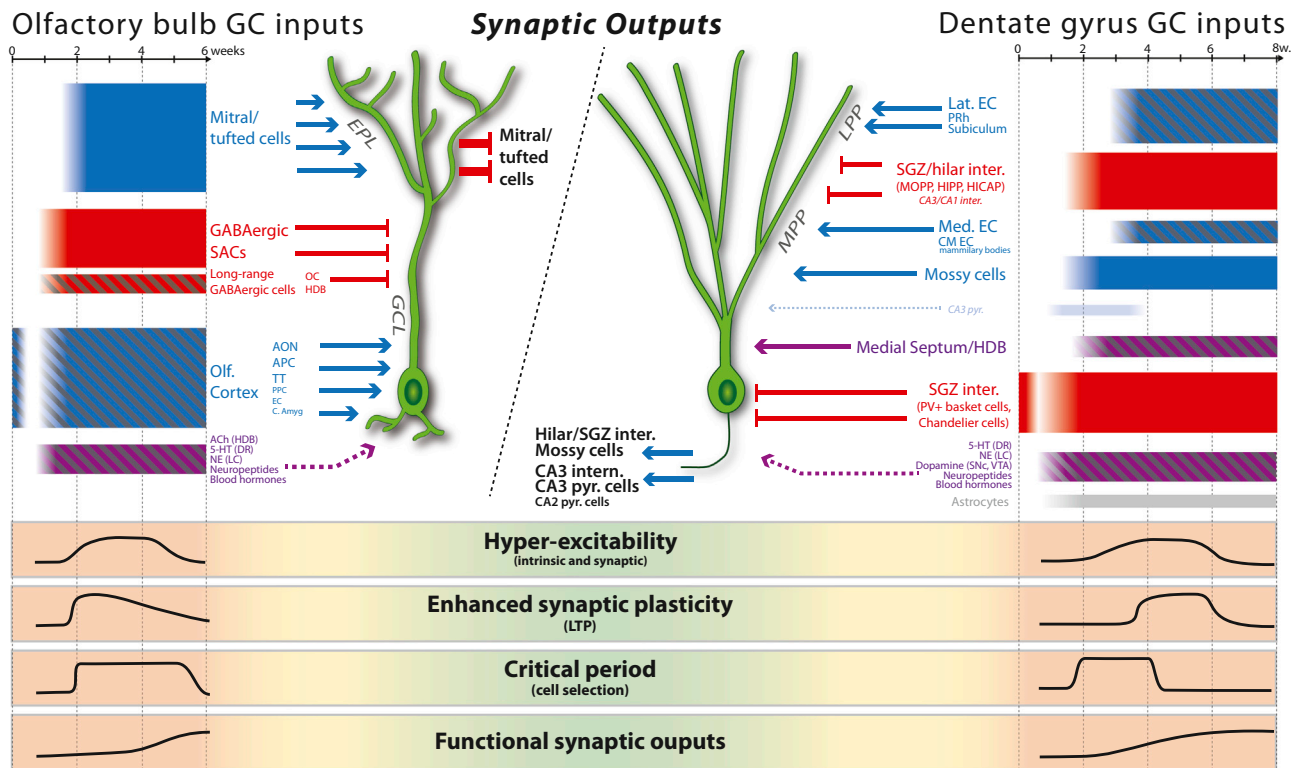 Olfactory bulb GC inputs
Synaptic Outputs
Dentate gyrus GC inputs
0 2 4 6 weeks
0 2 4 6 8w.
Mitral/
tufted cells
GABAergic
SACs
Long-range
GABAergic cells
OC
HDB
Olf.
Cortex
AON
APC
TT
PPC
EC
C. Amyg
ACh (HDB)
5-HT (DR)
NE (LC)
Neuropeptides
Blood hormones
EPL
GCL
Mitral/
tufted
cells
LPP
MPP
Hilar/SGZ inter.
Mossy cells
CA3 intern.
CA3 pyr. cells
CA2 pyr. cells
Lat. EC
PRh
Subiculum
SGZ/hilar inter.
(MOPP, HIPP, HICAP)
CA3/CA1 inter.
Med. EC
CM EC
mammilary bodies
Mossy cells
CA3 pyr.
Medial Septum/HDB
SGZ inter.
(PV+ basket cells,
Chandelier cells)
5-HT (DR)
NE (LC)
Dopamine (SNc, VTA)
Neuropeptides
Blood hormones
Astrocytes
Hyper-excitability
(intrinsic and synaptic)
Enhanced synaptic plasticity
(LTP)
Critical period
(cell selection)
Functional synaptic ouputs